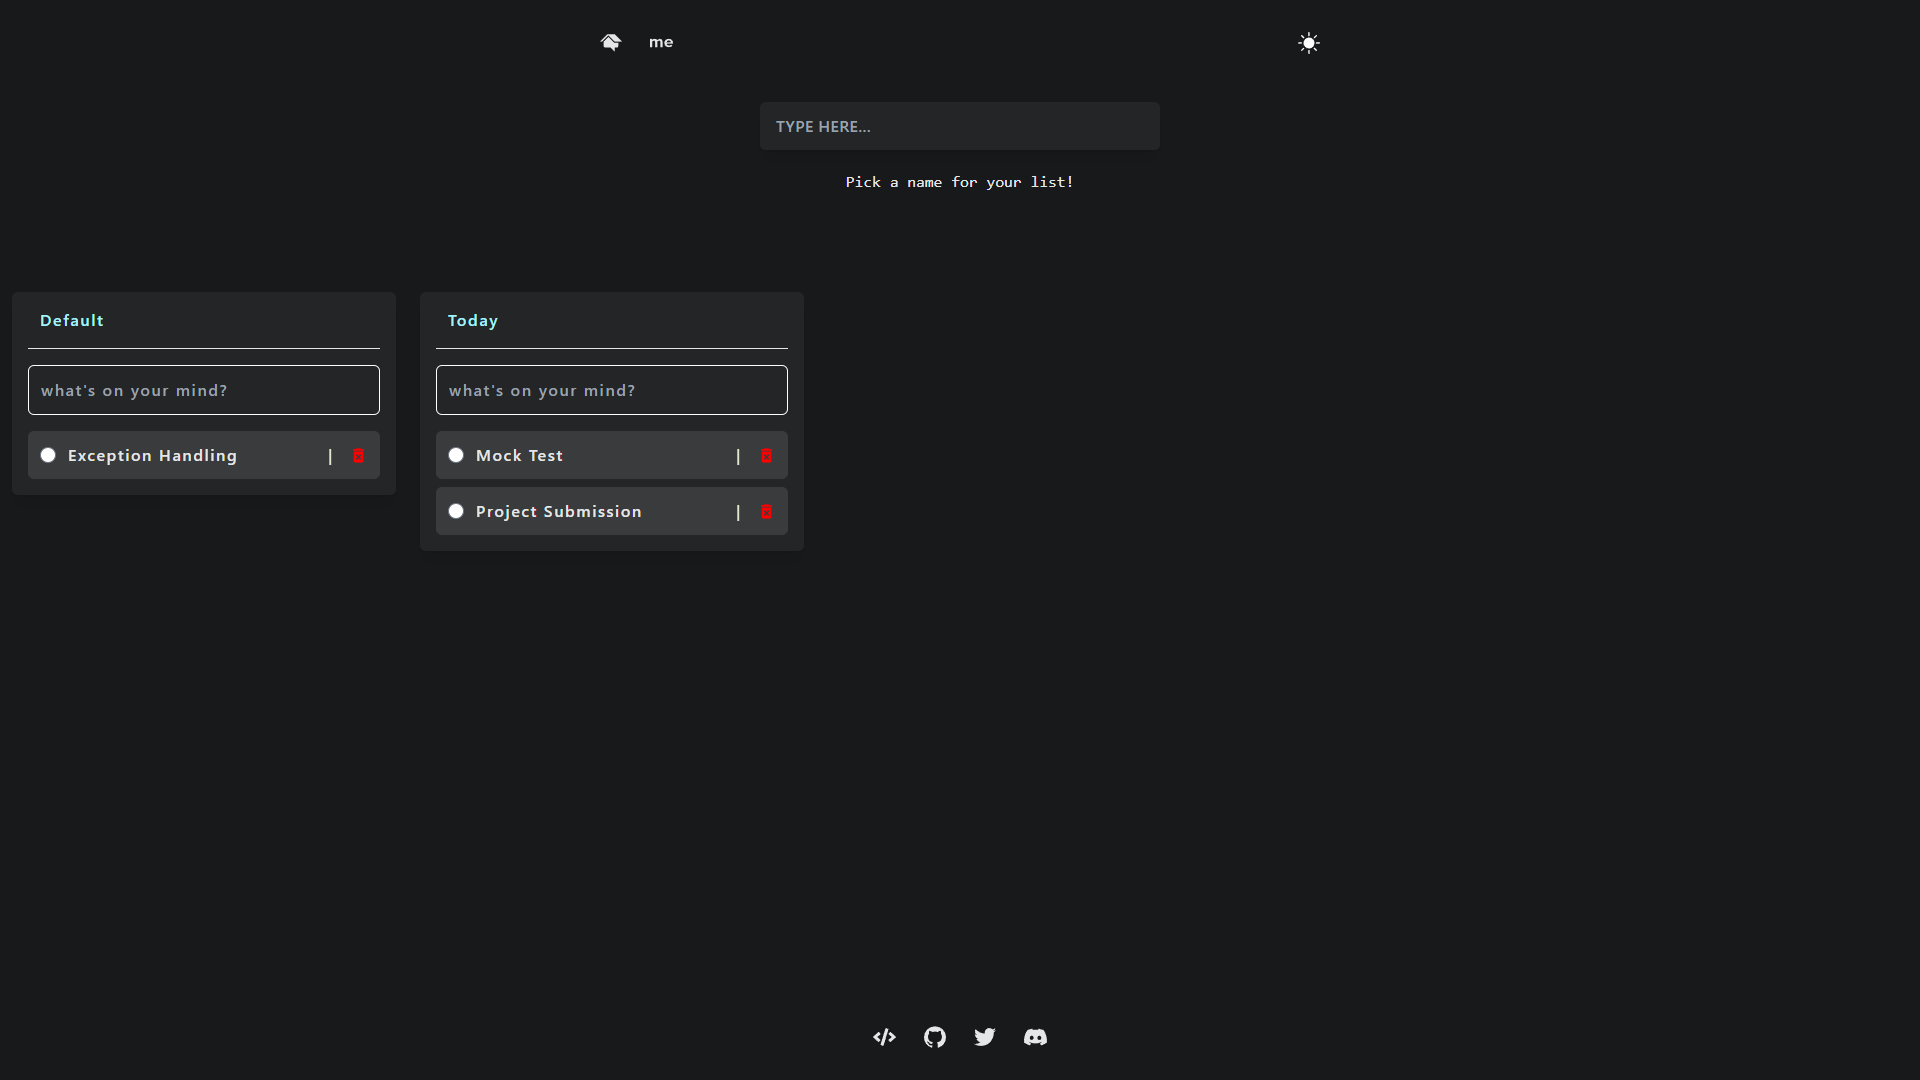 me
TYPE HERE...
Pick a name for your list!
Default
what's on your mind?
Exception Handling |
Today
what's on your mind?
Mock Test |
Project Submission |